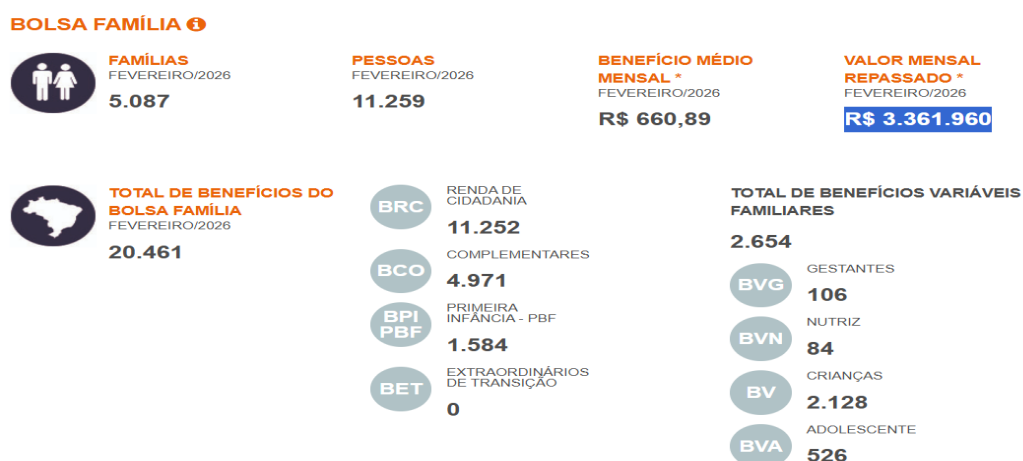 BOLSA FAMÍLIA
FAMÍLIAS
FEVEREIRO/2026
5.087
PESSOAS
FEVEREIRO/2026
11.259
BENEFÍCIO MÉDIO
MENSAL *
FEVEREIRO/2026
R$ 660,89
VALOR MENSAL
REPASSADO *
FEVEREIRO/2026
R$ 3.361.960
TOTAL DE BENEFÍCIOS DO
BOLSA FAMÍLIA
FEVEREIRO/2026
20.461
BRC
RENDA DE
CIDADANIA
11.252
BCO
COMPLEMENTARES
4.971
BPI
PBF
PRIMEIRA
INFÂNCIA - PBF
1.584
BET
EXTRAORDINÁRIOS
DE TRANSIÇÃO
0
TOTAL DE BENEFÍCIOS VARIÁVEIS
FAMILIARES
2.654
BVG
GESTANTES
106
BVN
NUTRIZ
84
BV
CRIANÇAS
2.128
BVA
ADOLESCENTE
526